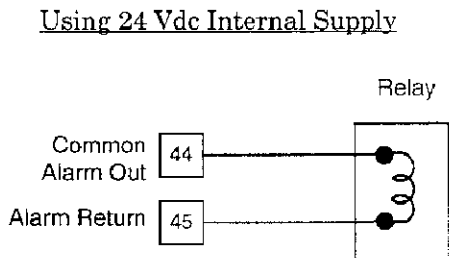 Using 24 Vdc Internal Supply
Relay
Common
Alarm Out
44
Alarm Return
45